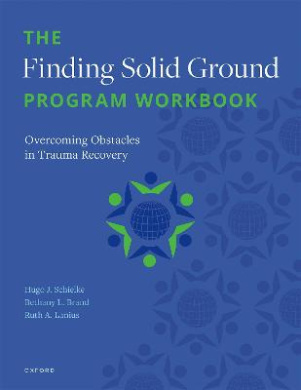 THE
Finding Solid Ground
PROGRAM WORKBOOK
Overcoming Obstacles
in Trauma Recovery
Hugo J. Schielke
Bethany L. Brand
Ruth A. Lanius
OXFORD